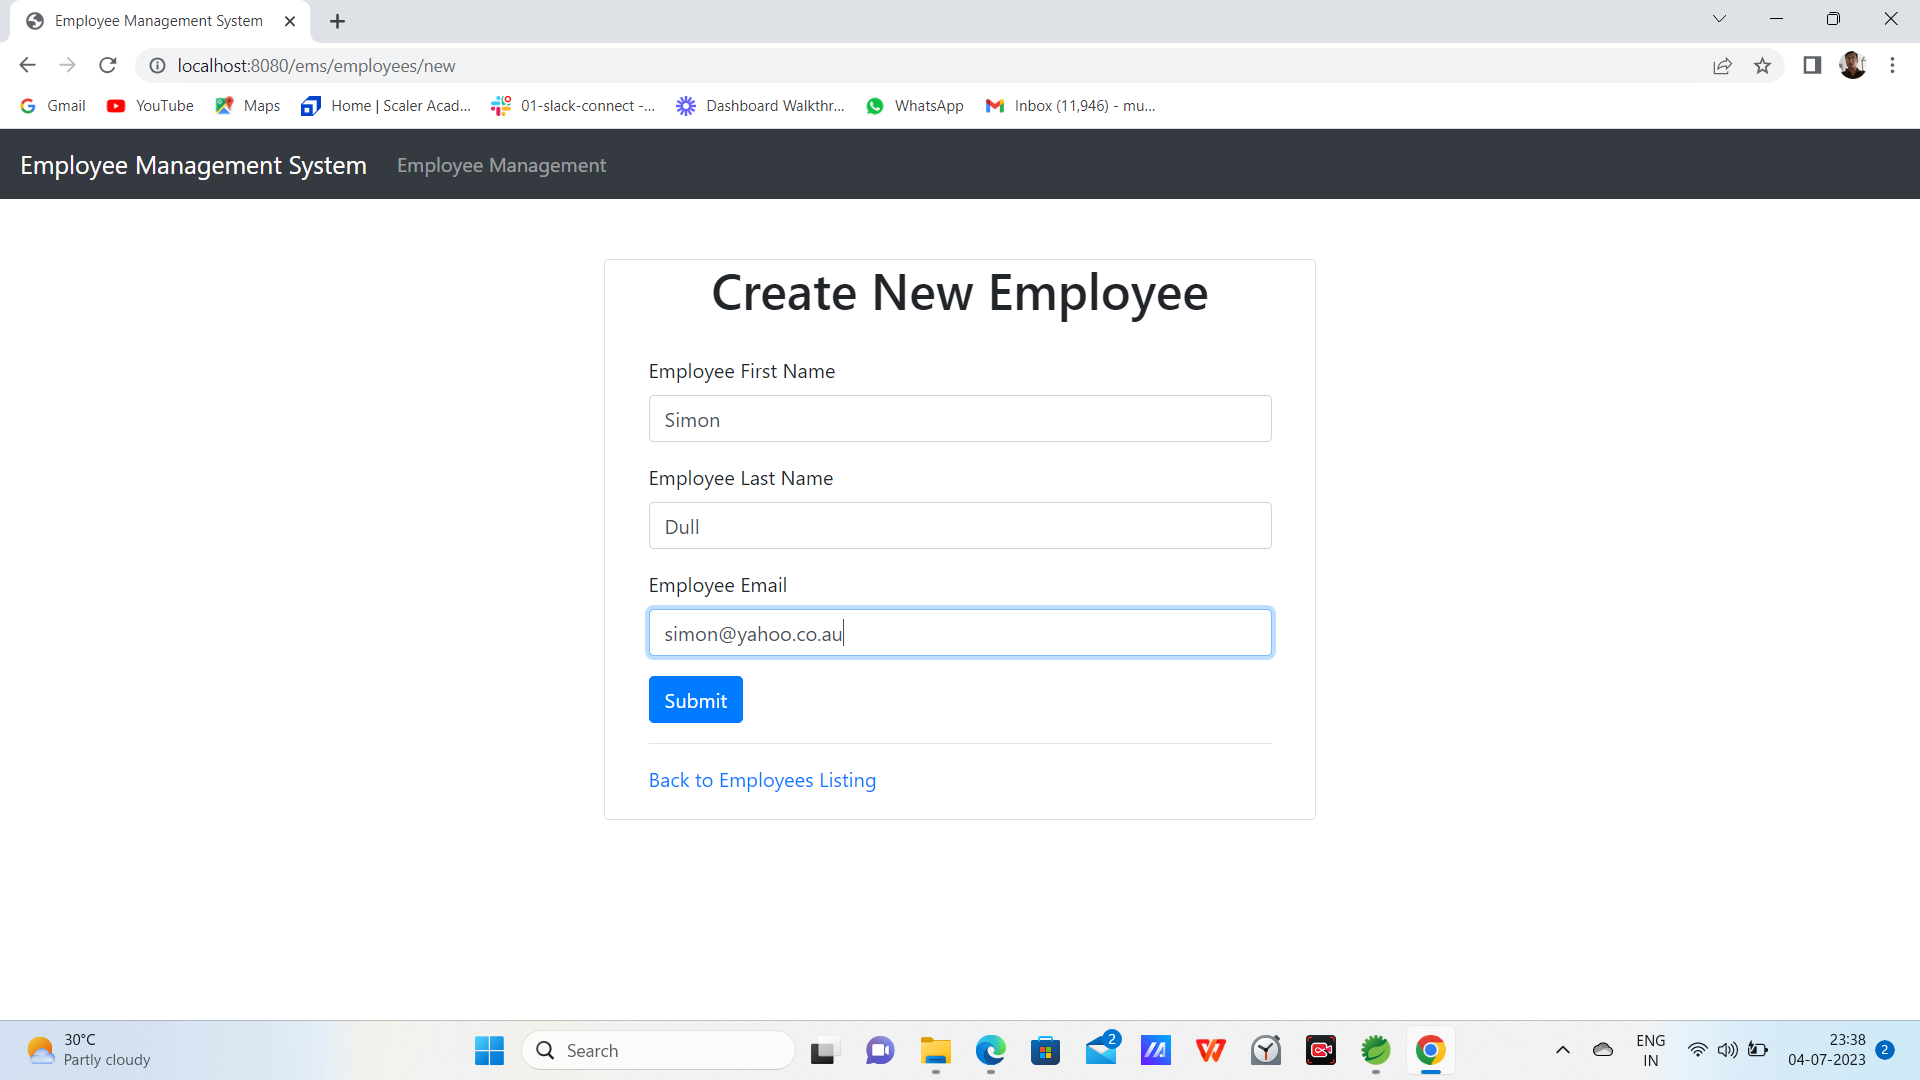 Employee Management System
localhost:8080/ems/employees/new
Gmail YouTube Maps Home | Scaler Acad... 01-slack-connect -... Dashboard Walkthr... WhatsApp Inbox (11,946) - mu...
Employee Management System Employee Management
Create New Employee
Employee First Name
Simon
Employee Last Name
Dull
Employee Email
simon@yahoo.co.au
Submit
Back to Employees Listing
30°C
Partly cloudy
Search
2
ENG
IN
23:38
04-07-2023
2